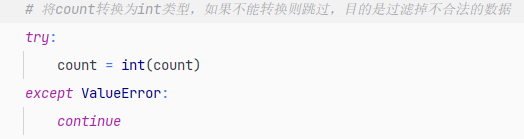 # 将count转换为int类型，如果不能转换则跳过，目的是过滤掉不合法的数据
try:
    count = int(count)
except ValueError:
    continue